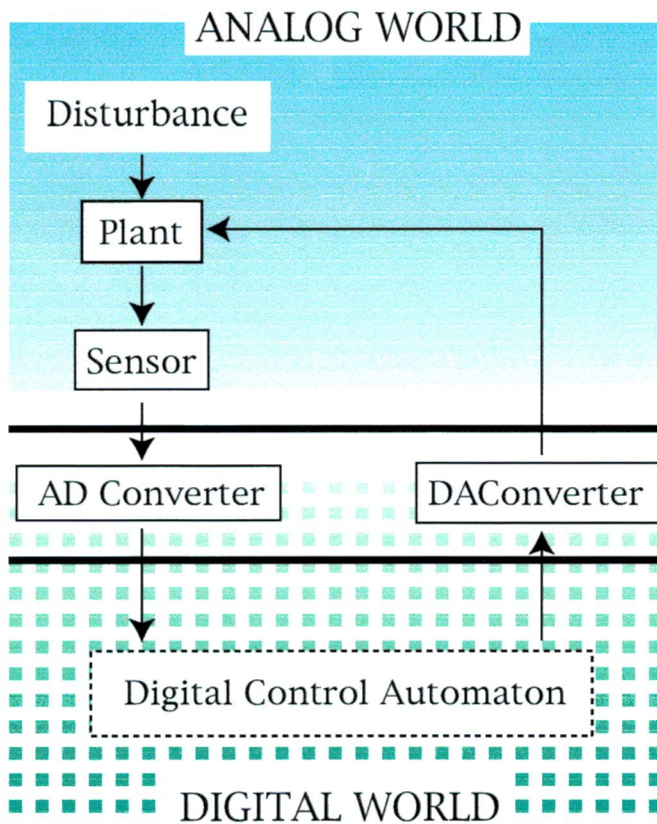 ANALOG WORLD
Disturbance
Plant
Sensor
AD Converter
DAConverter
Digital Control Automaton
DIGITAL WORLD